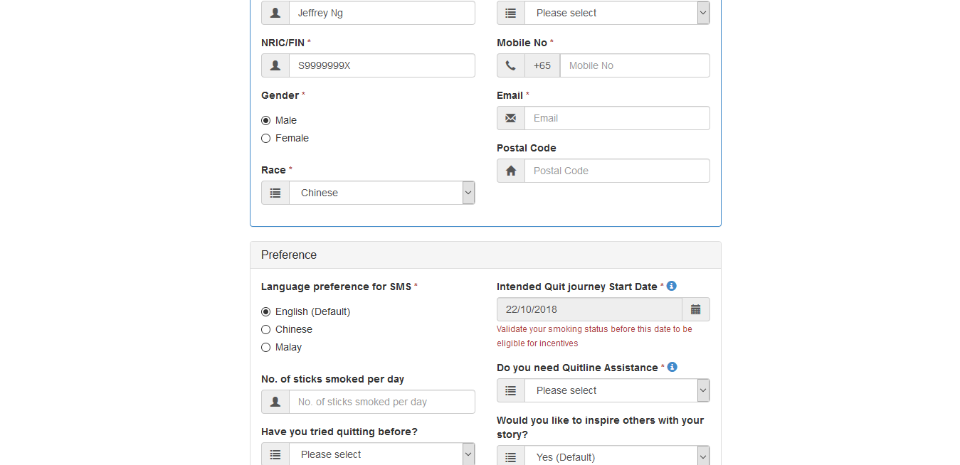 Jeffrey Ng
Please select
NRIC/FIN *
S9999999X
Mobile No *
+65 Mobile No
Gender *
Male
Female
Email *
Email
Postal Code
Postal Code
Race *
Chinese
Preference
Language preference for SMS *
English (Default)
Chinese
Malay
Intended Quit journey Start Date *
22/10/2018
Validate your smoking status before this date to be
eligible for incentives
No. of sticks smoked per day
No. of sticks smoked per day
Do you need Quitline Assistance *
Please select
Have you tried quitting before?
Please select
Would you like to inspire others with your
story?
Yes (Default)